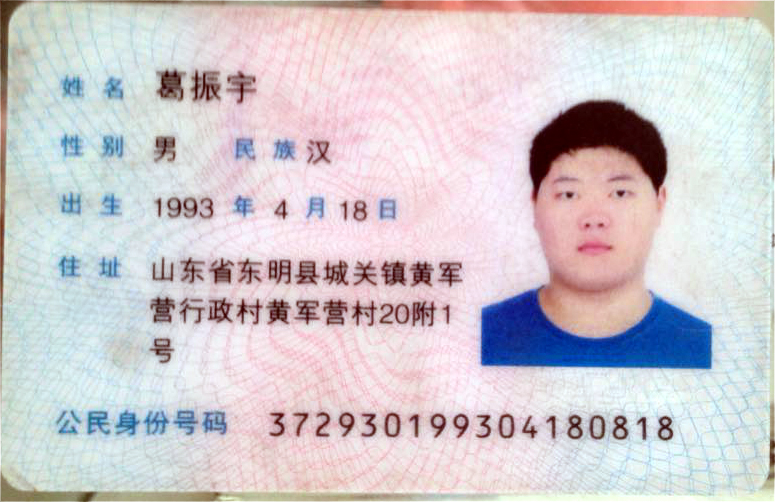 姓名 葛振宇
性别 男 民族 汉
出生 1993 年 4 月 18 日
住址 山东省东明县城关镇黄军
营行政村黄军营村20附1
号
公民身份号码 372930199304180818